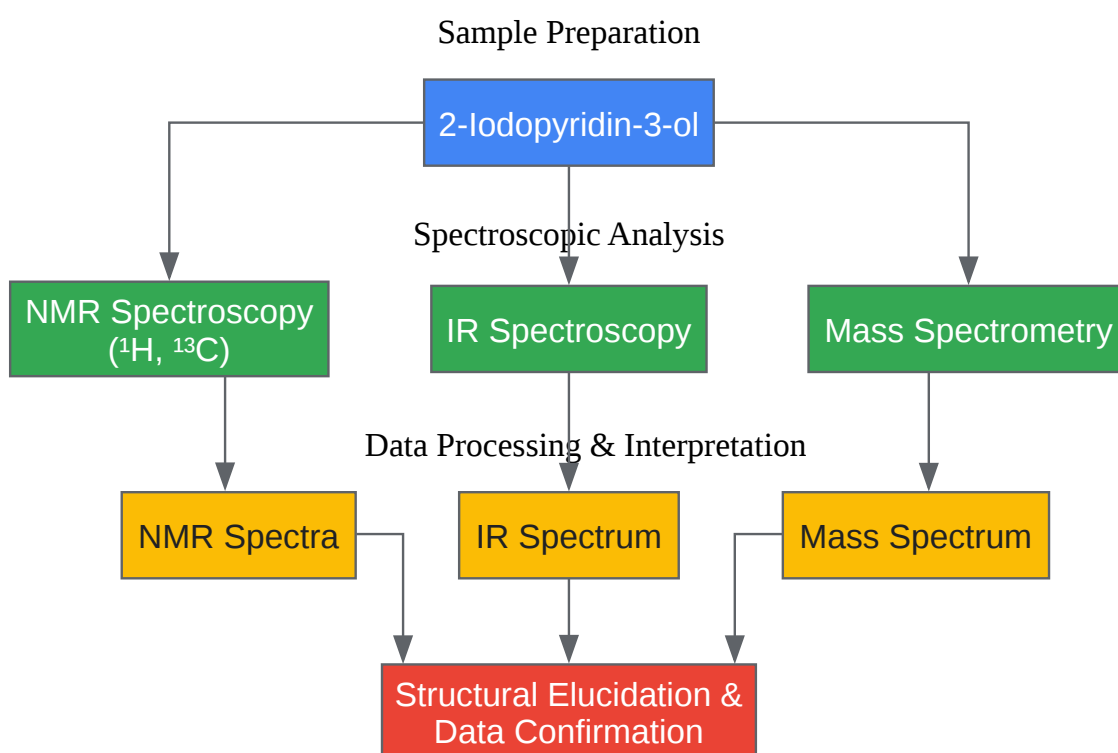 Sample Preparation
2-Iodopyridin-3-ol
Spectroscopic Analysis
NMR Spectroscopy
(¹H, ¹³C)
IR Spectroscopy
Mass Spectrometry
Data Processing & Interpretation
NMR Spectra
IR Spectrum
Mass Spectrum
Structural Elucidation &
Data Confirmation